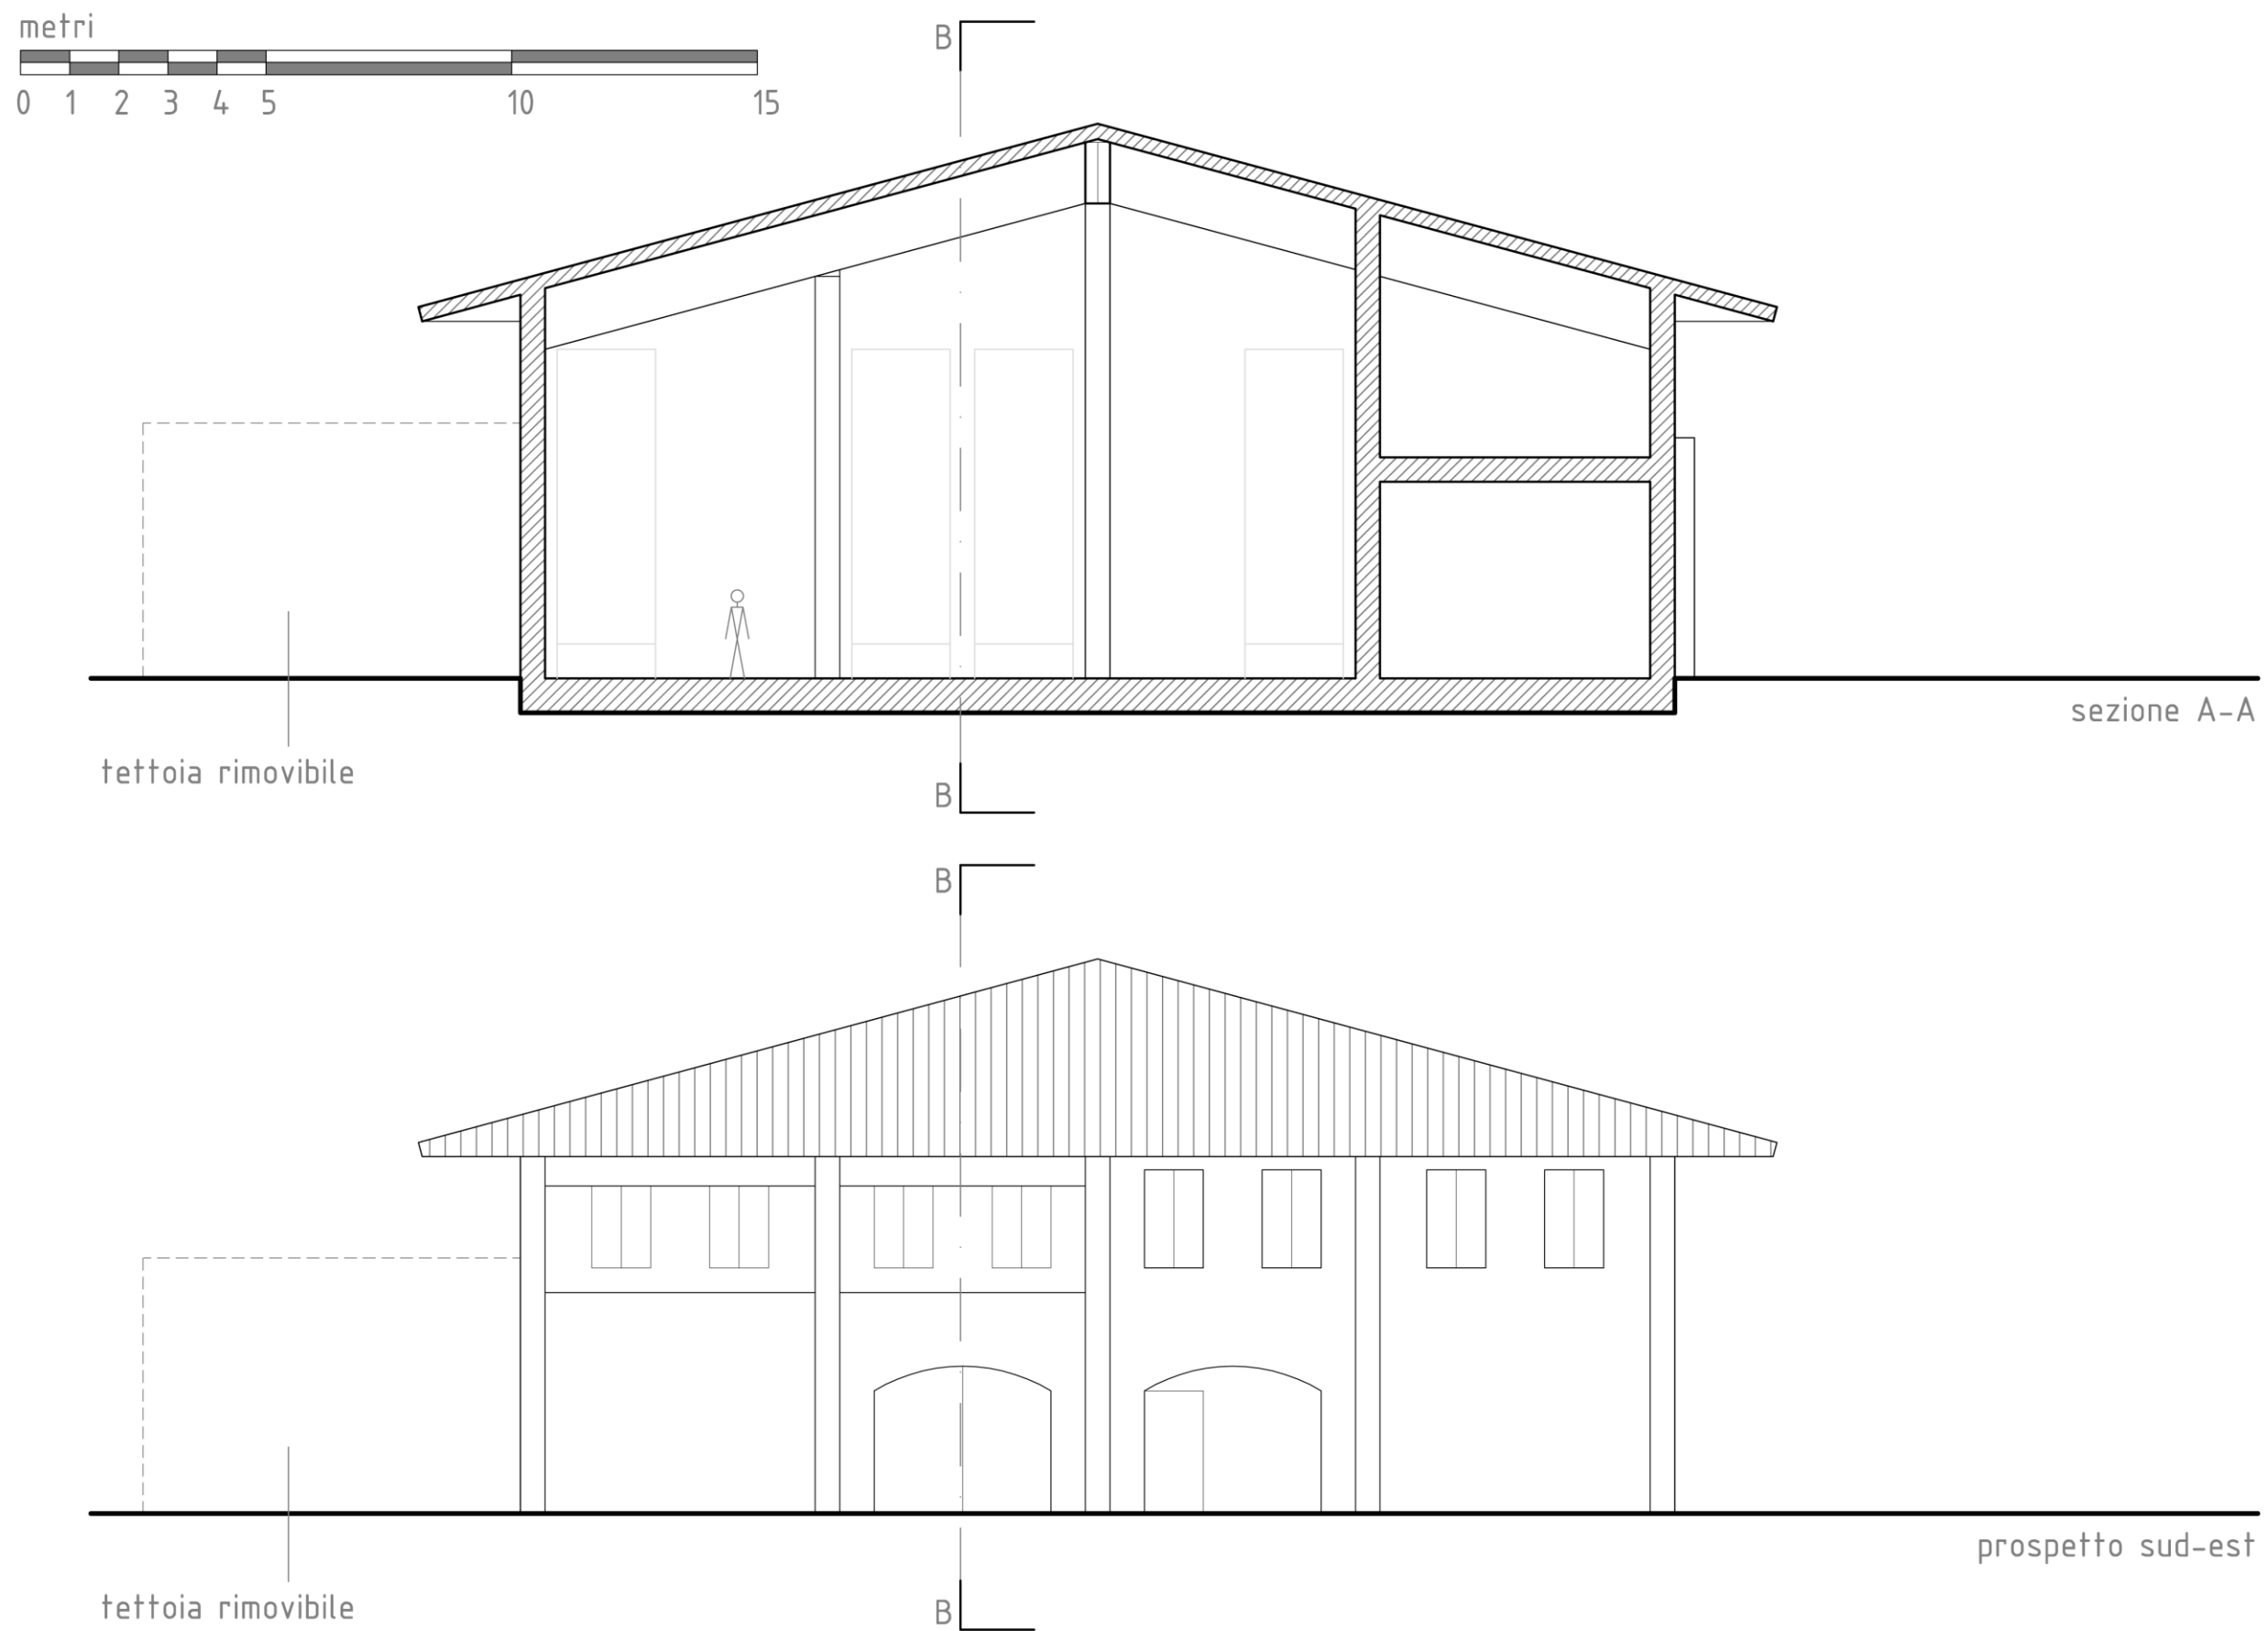 metri
0 1 2 3 4 5 10 15
B
sezione A-A
tettoia rimovibile
B
B
prospetto sud-est
tettoia rimovibile
B